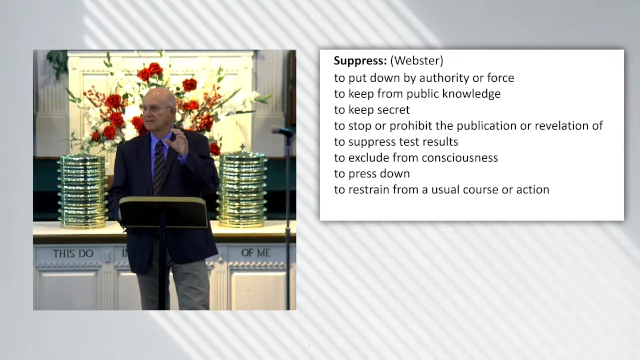 Suppress: (Webster)
to put down by authority or force
to keep from public knowledge
to keep secret
to stop or prohibit the publication or revelation of
to suppress test results
to exclude from consciousness
to press down
to restrain from a usual course or action
THIS DO
OF ME